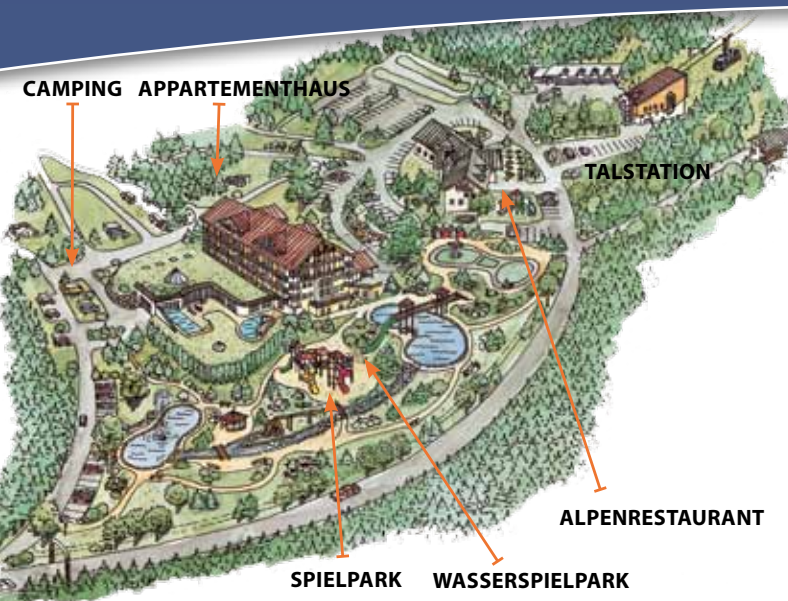 CAMPING
APPARTEMENTHAUS
TALSTATION
ALPENRESTAURANT
SPIELPARK
WASSERSPIELPARK